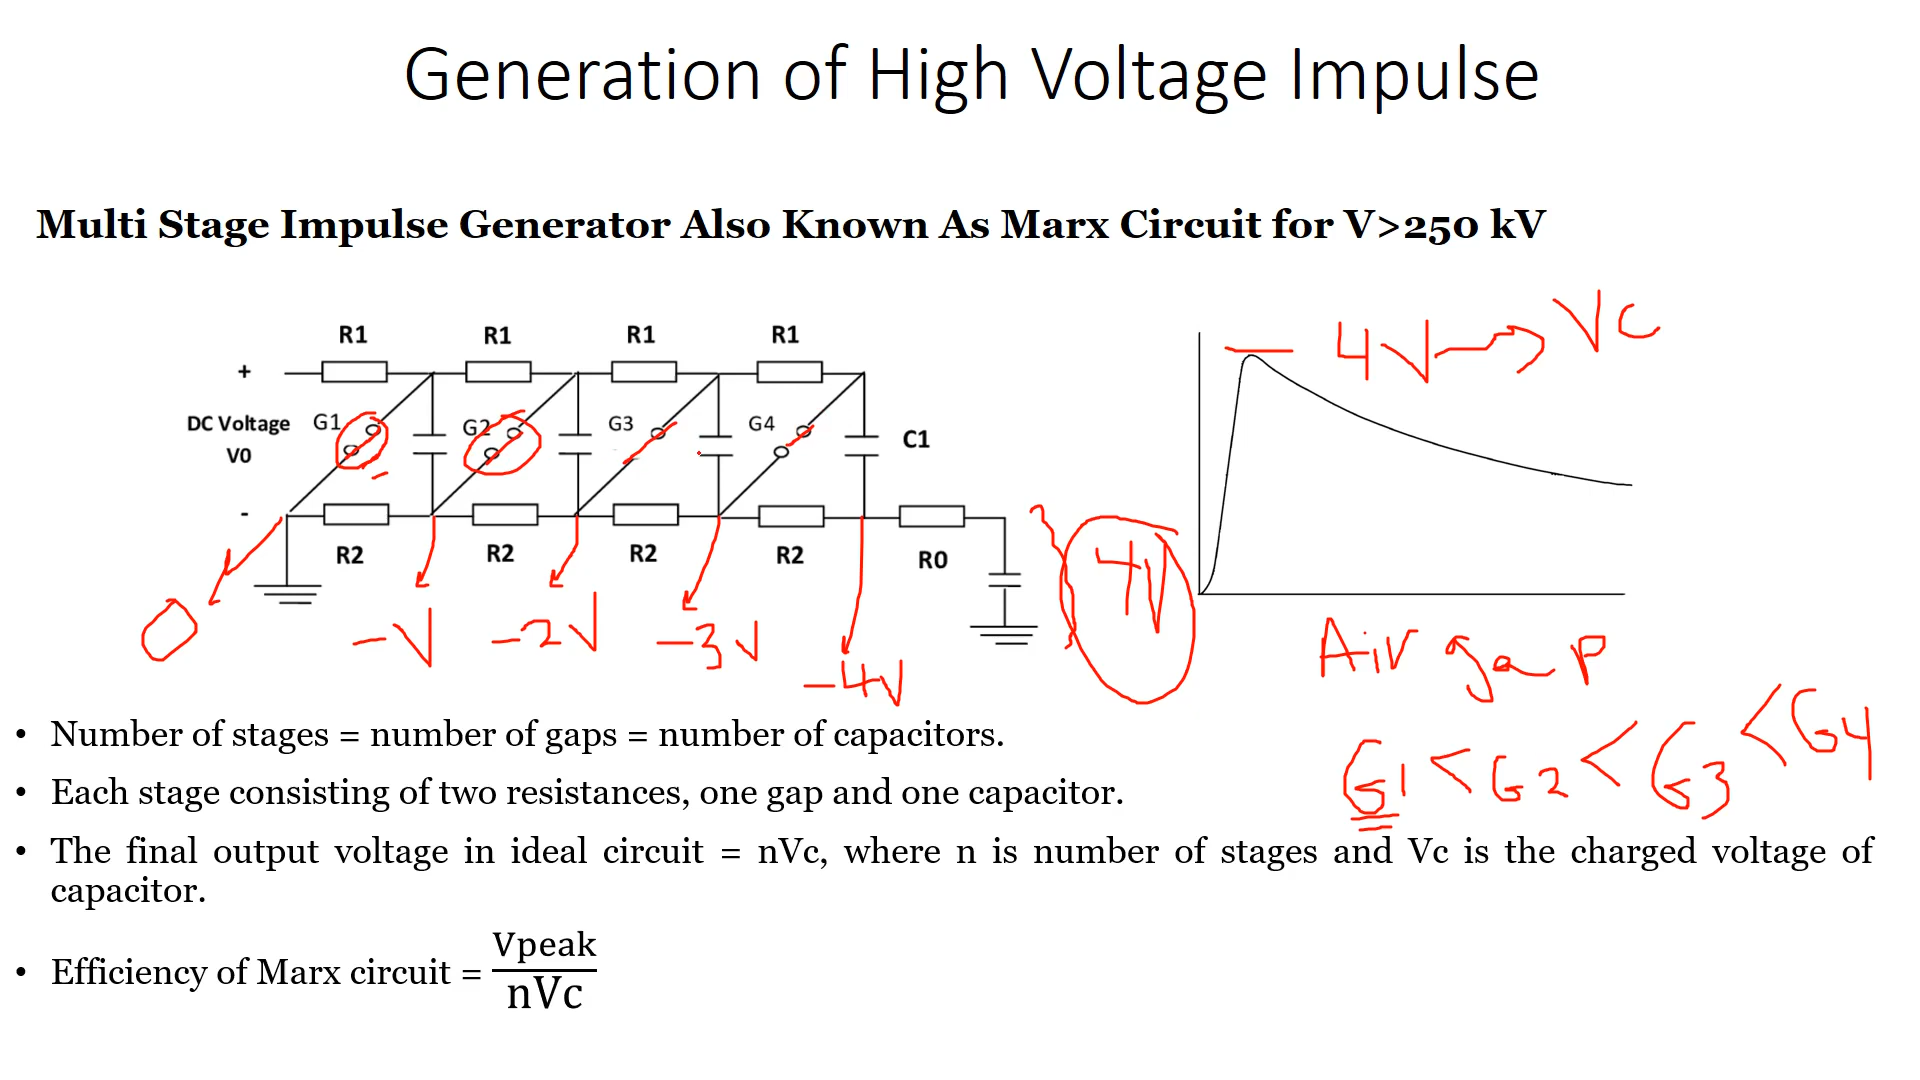 Generation of High Voltage Impulse
Multi Stage Impulse Generator Also Known As Marx Circuit for V>250 kV
4V → VC
R1 R1 R1 R1
+
DC Voltage G1 G2 G3 G4
V0
C1
-
R2 R2 R2 R2 R0
4V
0 -V -2V -3V -4V
Air gap
G1 < G2 < G3 < G4
• Number of stages = number of gaps = number of capacitors.
• Each stage consisting of two resistances, one gap and one capacitor.
• The final output voltage in ideal circuit = nVc, where n is number of stages and Vc is the charged voltage of
capacitor.
• Efficiency of Marx circuit = Vpeak
nVc